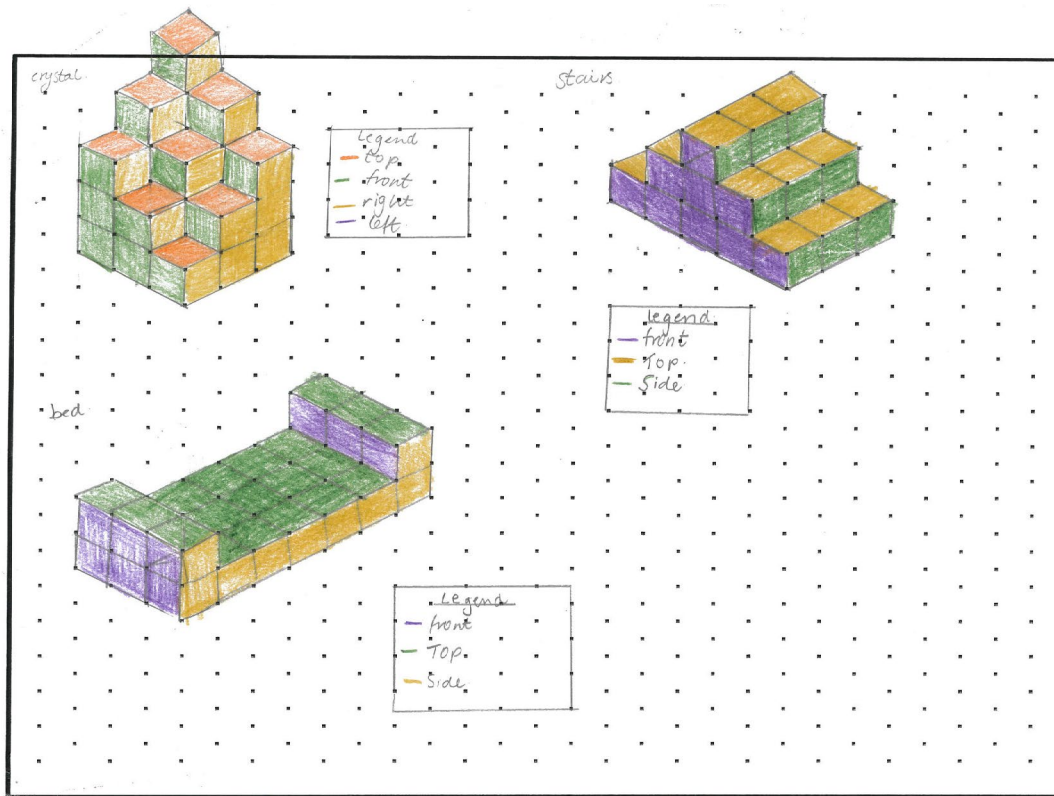 crystal.
Legend
top
front
right
left
stairs
Legend
front
Top.
Side
bed
Legend
front
Top
Side